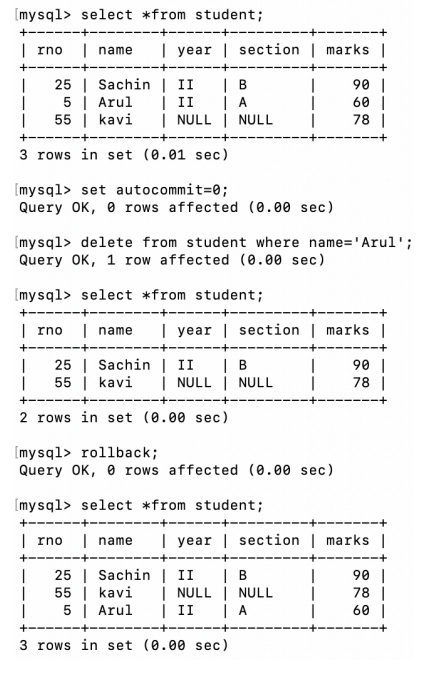 [mysql> select *from student;
+------+--------+------+---------+-------+
| rno  | name   | year | section | marks |
+------+--------+------+---------+-------+
|   25 | Sachin | II   | B       |    90 |
|    5 | Arul   | II   | A       |    60 |
|   55 | kavi   | NULL | NULL    |    78 |
+------+--------+------+---------+-------+
3 rows in set (0.01 sec)
[mysql> set autocommit=0;
Query OK, 0 rows affected (0.00 sec)
[mysql> delete from student where name='Arul';
Query OK, 1 row affected (0.00 sec)
[mysql> select *from student;
+------+--------+------+---------+-------+
| rno  | name   | year | section | marks |
+------+--------+------+---------+-------+
|   25 | Sachin | II   | B       |    90 |
|   55 | kavi   | NULL | NULL    |    78 |
+------+--------+------+---------+-------+
2 rows in set (0.00 sec)
[mysql> rollback;
Query OK, 0 rows affected (0.00 sec)
[mysql> select *from student;
+------+--------+------+---------+-------+
| rno  | name   | year | section | marks |
+------+--------+------+---------+-------+
|   25 | Sachin | II   | B       |    90 |
|   55 | kavi   | NULL | NULL    |    78 |
|    5 | Arul   | II   | A       |    60 |
+------+--------+------+---------+-------+
3 rows in set (0.00 sec)